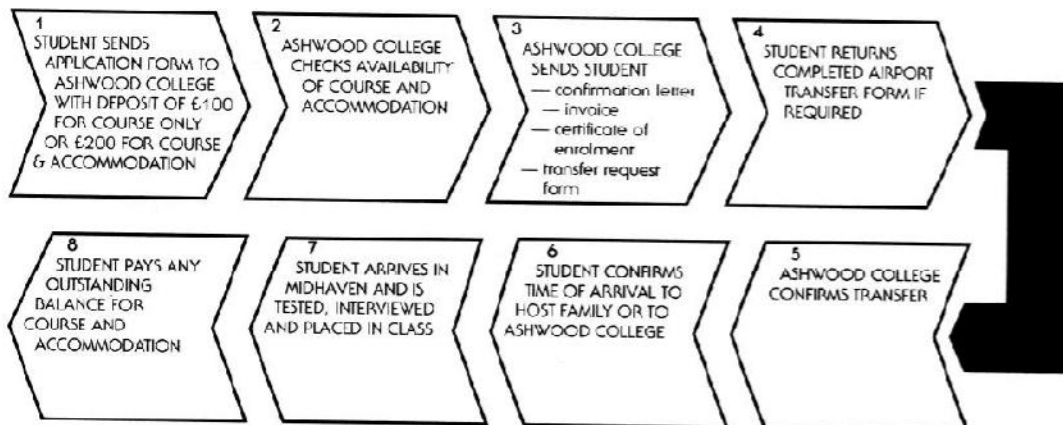 1
STUDENT SENDS
APPLICATION FORM TO
ASHWOOD COLLEGE
WITH DEPOSIT OF £100
FOR COURSE ONLY
OR £200 FOR COURSE
& ACCOMMODATION
2
ASHWOOD COLLEGE
CHECKS AVAILABILITY
OF COURSE AND
ACCOMMODATION
3
ASHWOOD COLLEGE
SENDS STUDENT
— confirmation letter
— invoice
— certificate of
enrolment
— transfer request
form
4
STUDENT RETURNS
COMPLETED AIRPORT
TRANSFER FORM IF
REQUIRED
5
ASHWOOD COLLEGE
CONFIRMS TRANSFER
6
STUDENT CONFIRMS
TIME OF ARRIVAL TO
HOST FAMILY OR TO
ASHWOOD COLLEGE
7
STUDENT ARRIVES IN
MIDHAVEN AND IS
TESTED, INTERVIEWED
AND PLACED IN CLASS
8
STUDENT PAYS ANY
OUTSTANDING
BALANCE FOR
COURSE AND
ACCOMMODATION